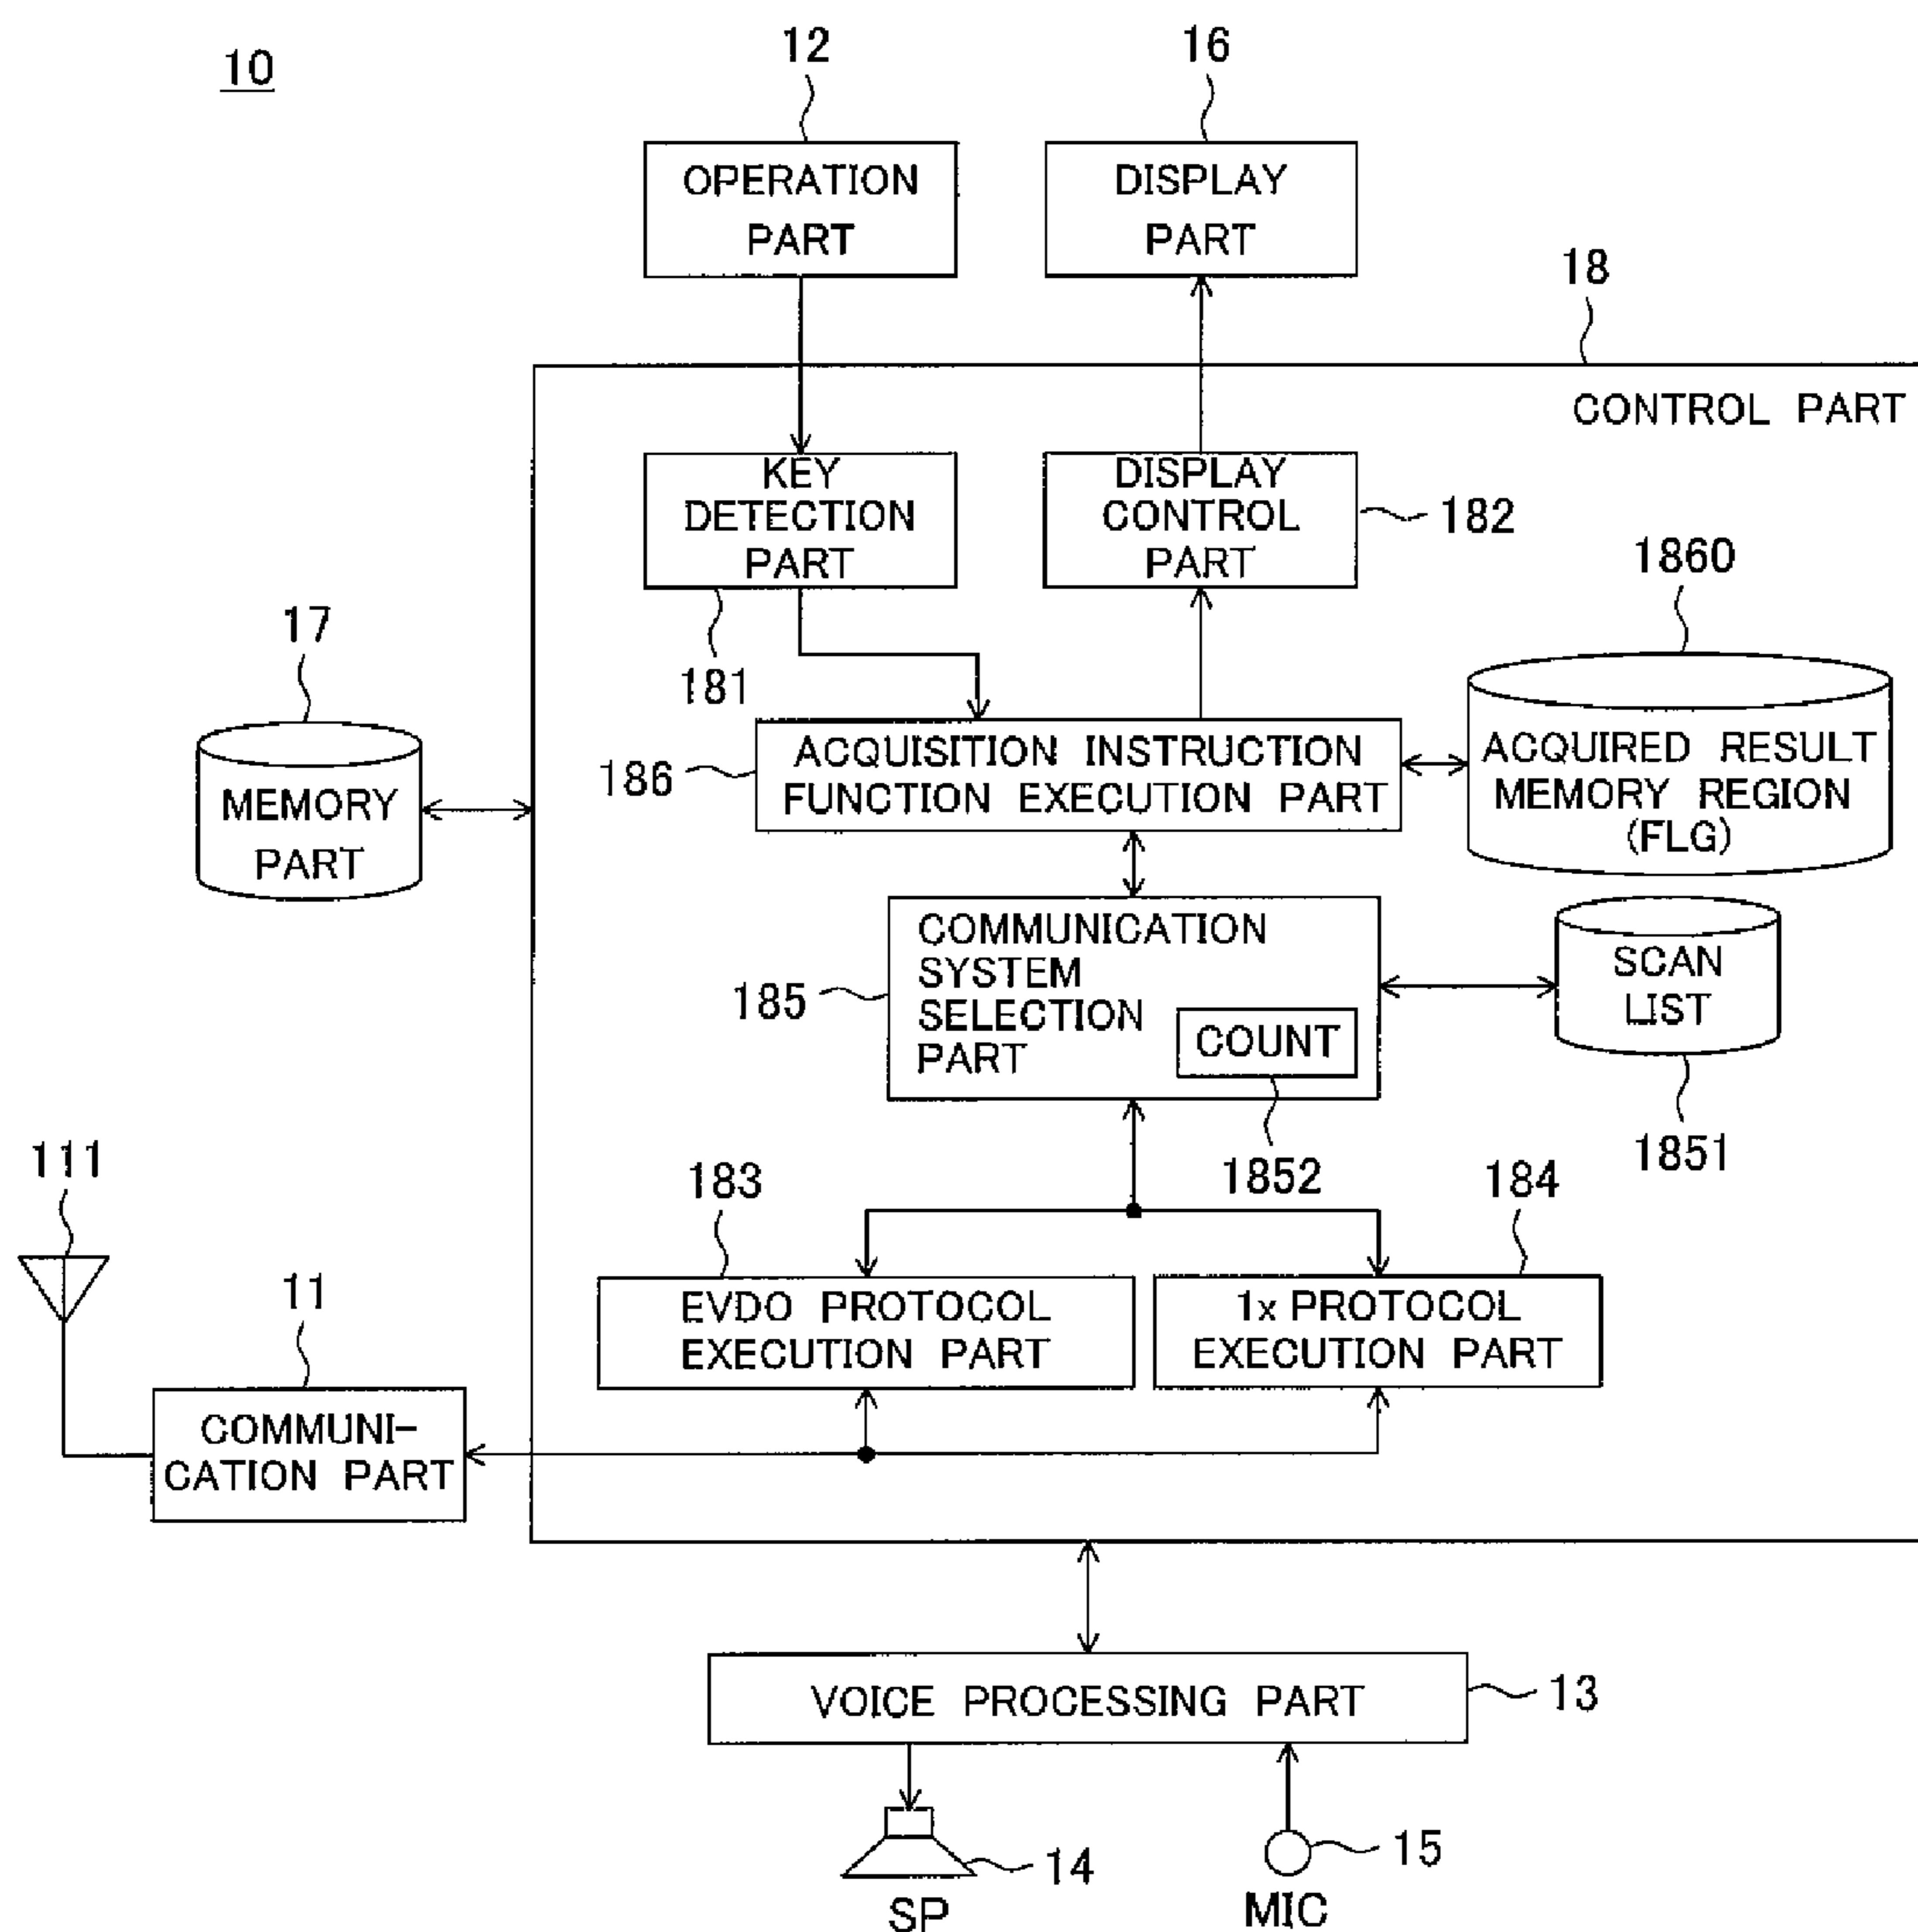 10
12
16
OPERATION
PART
DISPLAY
PART
18
CONTROL PART
KEY
DETECTION
PART
DISPLAY
CONTROL
PART
182
1860
17
181
MEMORY
PART
186
ACQUISITION INSTRUCTION
FUNCTION EXECUTION PART
ACQUIRED RESULT
MEMORY REGION
(FLG)
185
COMMUNICATION
SYSTEM
SELECTION
PART
COUNT
SCAN
LIST
1852
1851
111
183
184
11
EVDO PROTOCOL
EXECUTION PART
1x PROTOCOL
EXECUTION PART
COMMUNI-
CATION PART
VOICE PROCESSING PART
13
14
15
SP
MIC